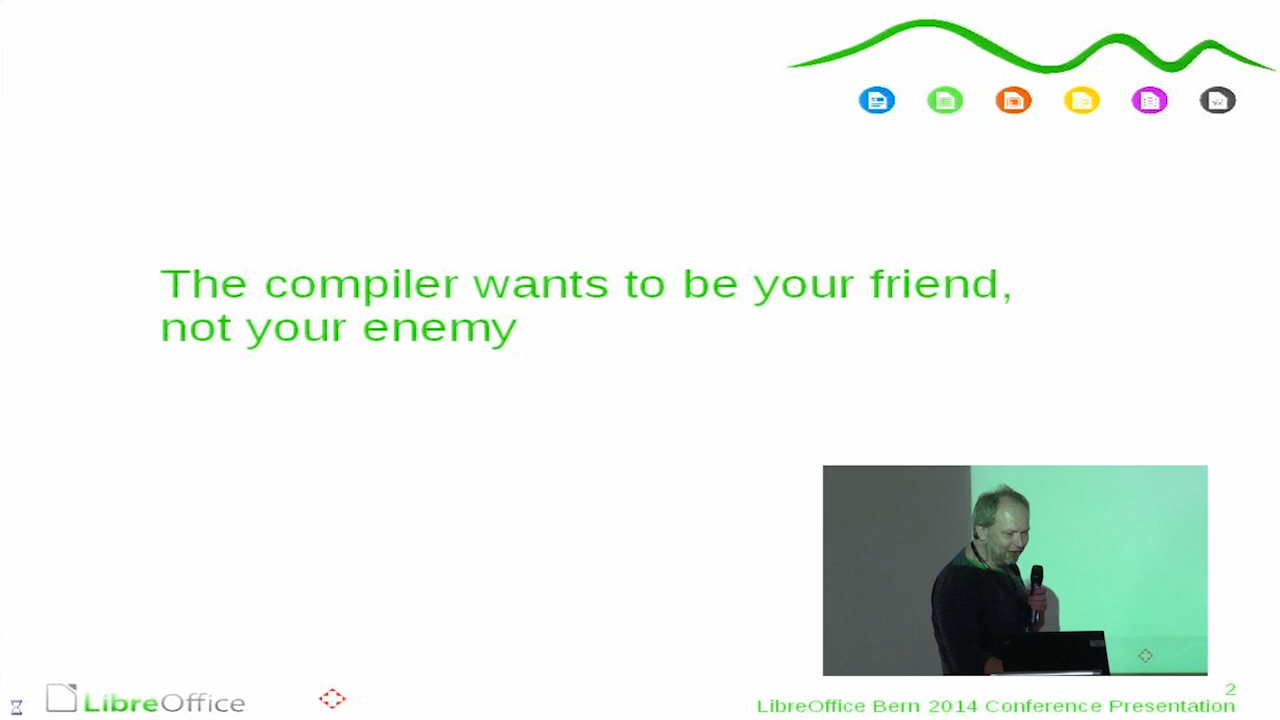 The compiler wants to be your friend,
not your enemy
LibreOffice
2
LibreOffice Bern 2014 Conference Presentation